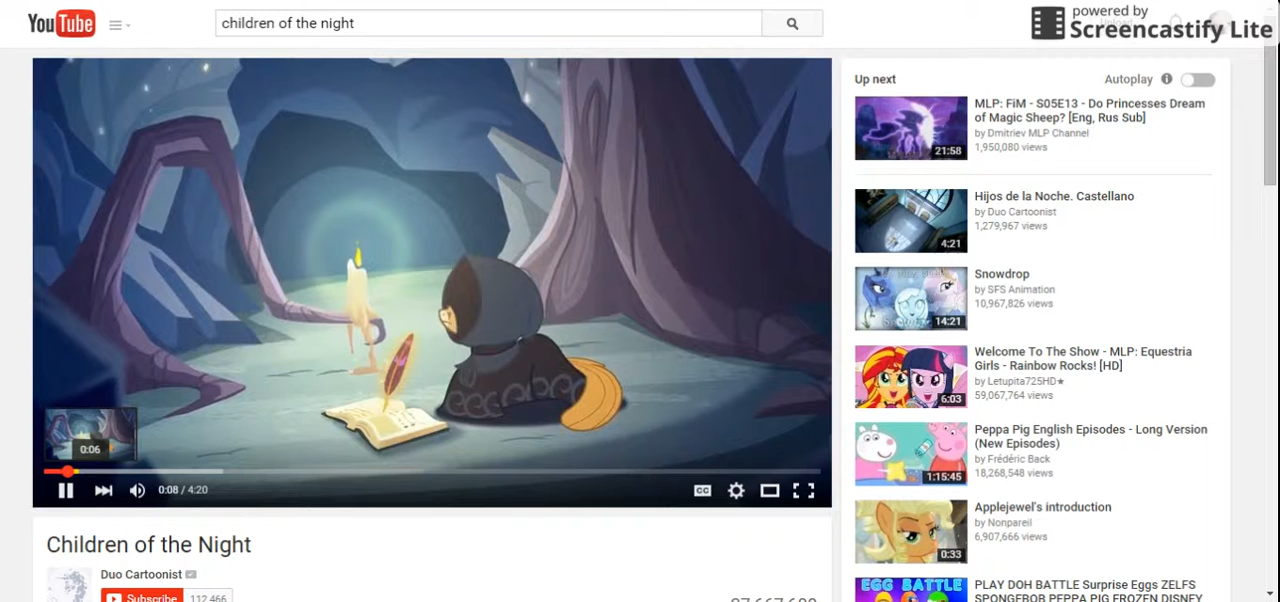 YouTube
children of the night
powered by
Screencastify Lite
0:06
0:08 / 4:20
CC
Children of the Night
Duo Cartoonist
Subscribe
112,466
Up next
Autoplay
21:58
MLP: FiM - S05E13 - Do Princesses Dream
of Magic Sheep? [Eng, Rus Sub]
by Dmitriev MLP Channel
1,950,080 views
4:21
Hijos de la Noche. Castellano
by Duo Cartoonist
1,279,967 views
14:21
Snowdrop
by SFS Animation
10,967,826 views
6:03
Welcome To The Show - MLP: Equestria
Girls - Rainbow Rocks! [HD]
by Letupita725HD★
59,067,764 views
1:15:45
Peppa Pig English Episodes - Long Version
(New Episodes)
by Frédéric Back
18,268,548 views
0:33
Applejewel's introduction
by Nonpareil
6,907,666 views
EGG BATTLE
PLAY DOH BATTLE Surprise Eggs ZELFS
SPONGEBOB PEPPA PIG FROZEN DISNEY